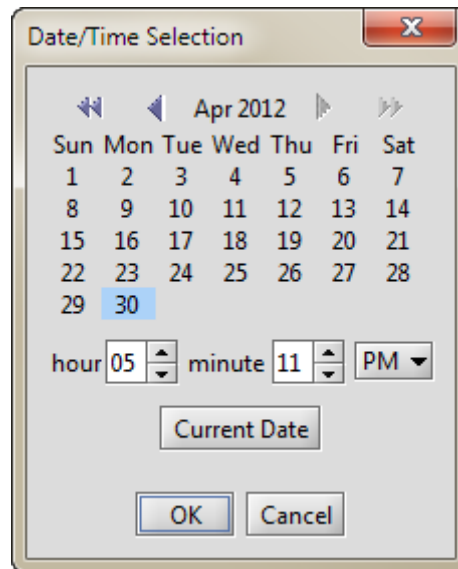 Date/Time Selection
Apr 2012
Sun Mon Tue Wed Thu Fri Sat
1 2 3 4 5 6 7
8 9 10 11 12 13 14
15 16 17 18 19 20 21
22 23 24 25 26 27 28
29 30
hour 05 minute 11 PM
Current Date
OK Cancel